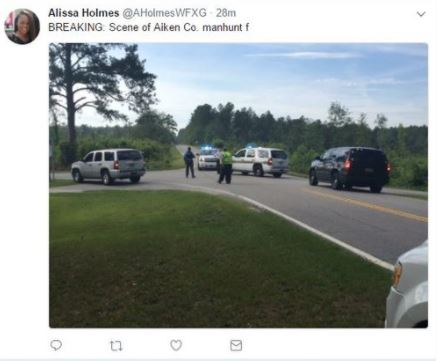 Alissa Holmes @AHolmesWFXG · 28m
BREAKING: Scene of Aiken Co. manhunt f